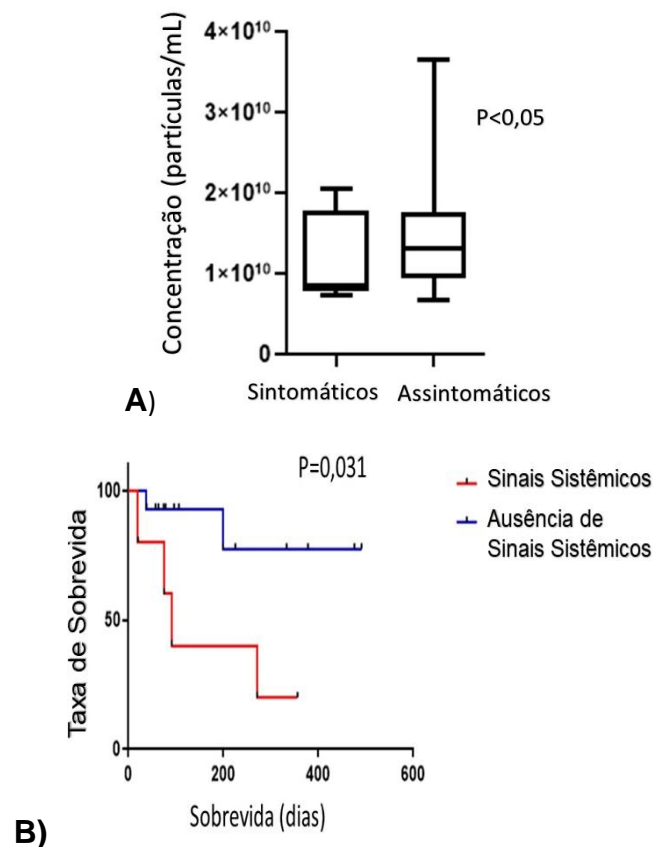 Concentração (partículas/mL)
4×10¹⁰
3×10¹⁰
2×10¹⁰
1×10¹⁰
0
P<0,05
Sintomáticos Assintomáticos
A)
P=0,031
Taxa de Sobrevida
100
50
0
0 200 400 600
Sobrevida (dias)
Sinais Sistêmicos
Ausência de
Sinais Sistêmicos
B)